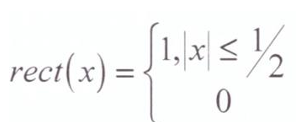 rect(x) = { 1, |x| ≤ 1/2
0